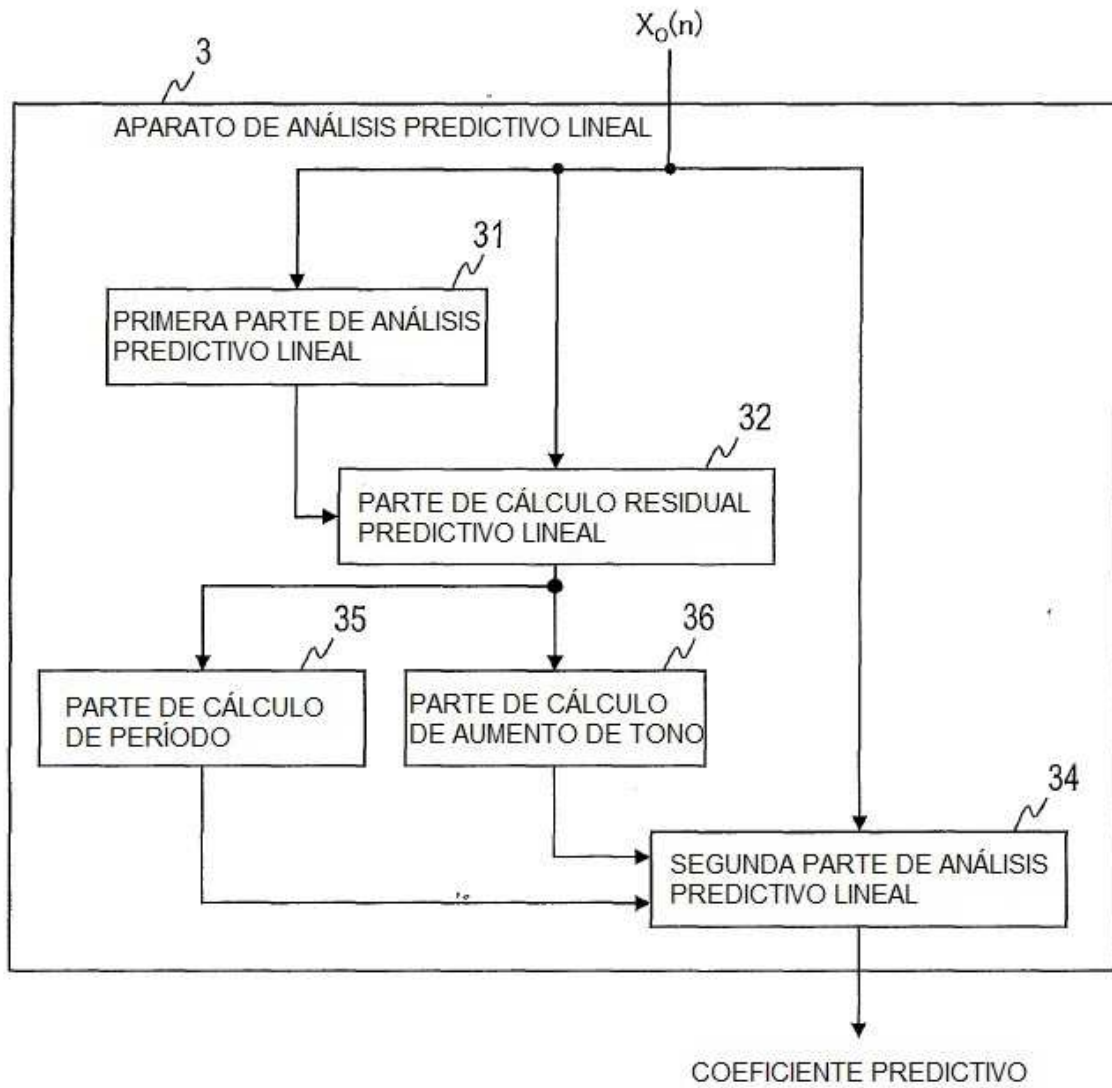 X₀(n)
3
APARATO DE ANÁLISIS PREDICTIVO LINEAL
31
PRIMERA PARTE DE ANÁLISIS
PREDICTIVO LINEAL
32
PARTE DE CÁLCULO RESIDUAL
PREDICTIVO LINEAL
35
PARTE DE CÁLCULO
DE PERÍODO
36
PARTE DE CÁLCULO
DE AUMENTO DE TONO
34
SEGUNDA PARTE DE ANÁLISIS
PREDICTIVO LINEAL
COEFICIENTE PREDICTIVO